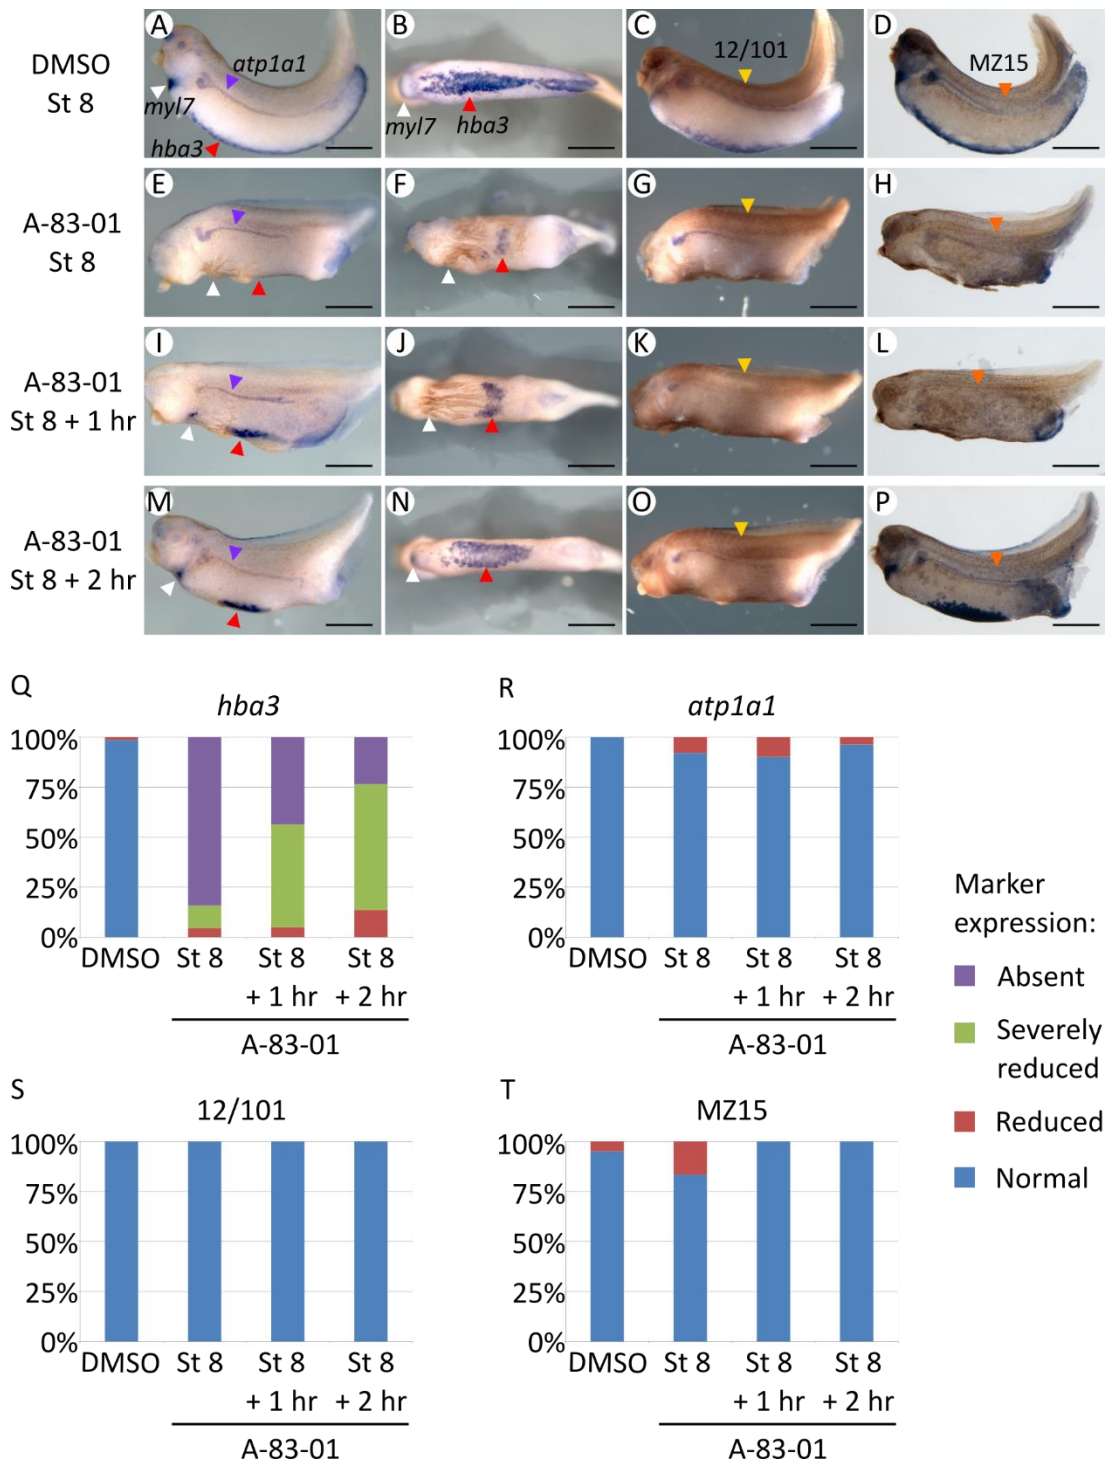 A
B
C
D
DMSO
St 8
atp1a1
myl7
hba3
myl7
hba3
12/101
MZ15
E
F
G
H
A-83-01
St 8
I
J
K
L
A-83-01
St 8 + 1 hr
M
N
O
P
A-83-01
St 8 + 2 hr
Q
hba3
100%
75%
50%
25%
0%
DMSO
St 8
St 8
+ 1 hr
St 8
+ 2 hr
A-83-01
R
atp1a1
100%
75%
50%
25%
0%
DMSO
St 8
St 8
+ 1 hr
St 8
+ 2 hr
A-83-01
Marker
expression:
Absent
Severely
reduced
Reduced
Normal
S
12/101
100%
75%
50%
25%
0%
DMSO
St 8
St 8
+ 1 hr
St 8
+ 2 hr
A-83-01
T
MZ15
100%
75%
50%
25%
0%
DMSO
St 8
St 8
+ 1 hr
St 8
+ 2 hr
A-83-01